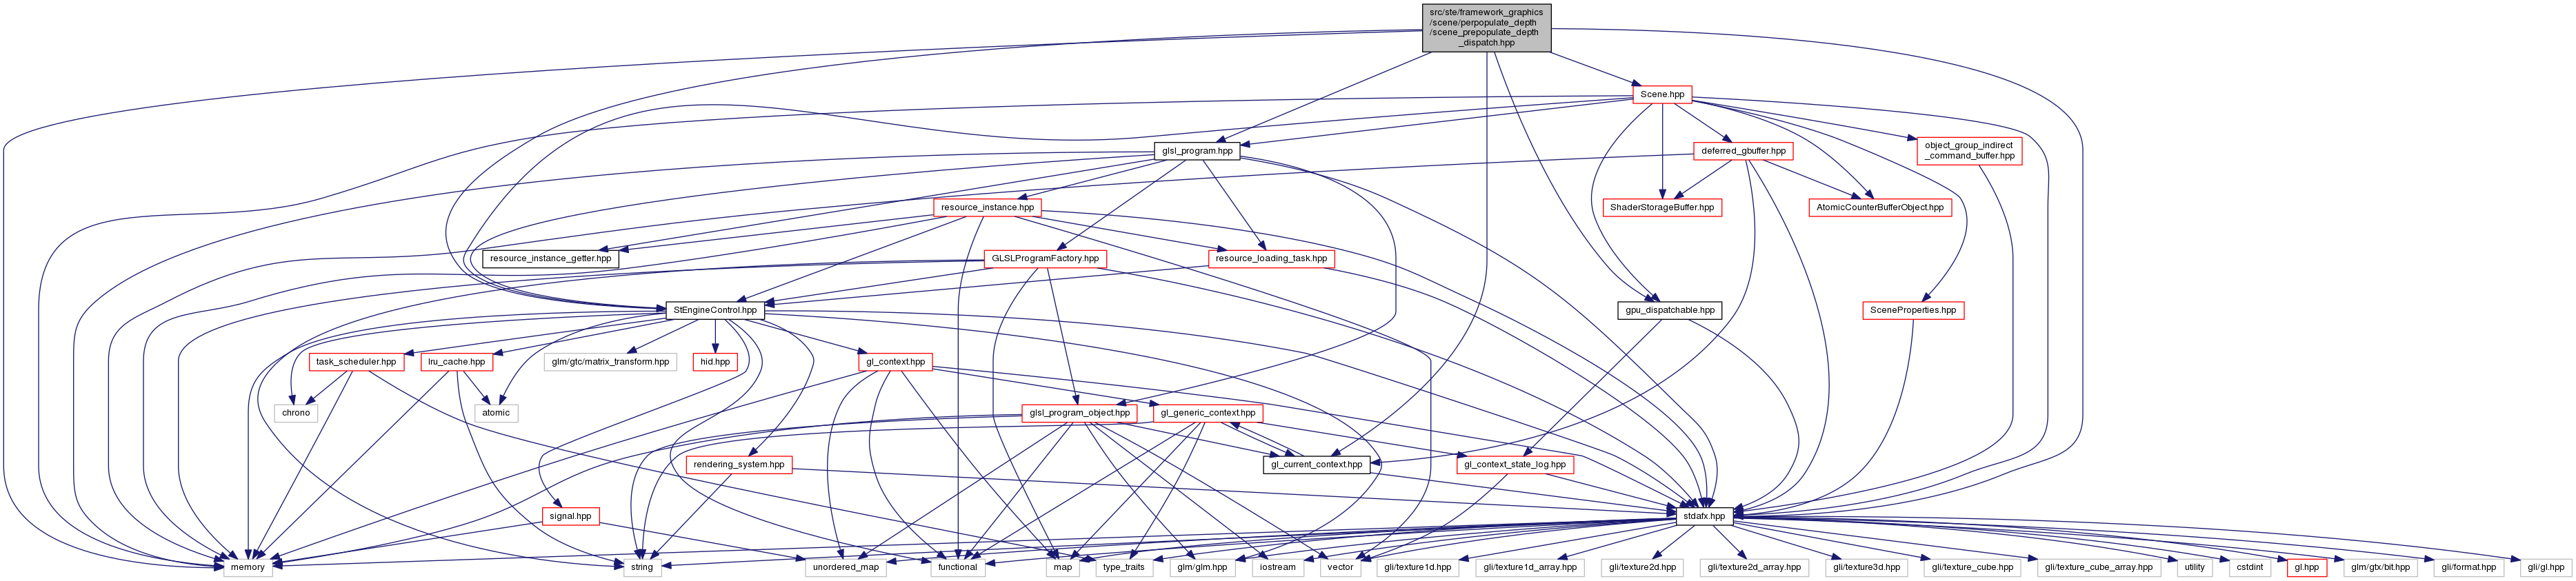 src/ste/framework_graphics
/scene/perpopulate_depth
/scene_prepopulate_depth
_dispatch.hpp
Scene.hpp
glsl_program.hpp
deferred_gbuffer.hpp
object_group_indirect
_command_buffer.hpp
resource_instance.hpp
ShaderStorageBuffer.hpp
AtomicCounterBufferObject.hpp
resource_instance_getter.hpp
GLSLProgramFactory.hpp
resource_loading_task.hpp
StEngineControl.hpp
gpu_dispatchable.hpp
SceneProperties.hpp
task_scheduler.hpp
lru_cache.hpp
glm/gtc/matrix_transform.hpp
hid.hpp
gl_context.hpp
chrono
atomic
glsl_program_object.hpp
gl_generic_context.hpp
rendering_system.hpp
gl_current_context.hpp
gl_context_state_log.hpp
signal.hpp
stdafx.hpp
memory
string
unordered_map
functional
map
type_traits
glm/glm.hpp
iostream
vector
gli/texture1d.hpp
gli/texture1d_array.hpp
gli/texture2d.hpp
gli/texture2d_array.hpp
gli/texture3d.hpp
gli/texture_cube.hpp
gli/texture_cube_array.hpp
utility
cstdint
gl.hpp
glm/gtx/bit.hpp
gli/format.hpp
gli/gl.hpp